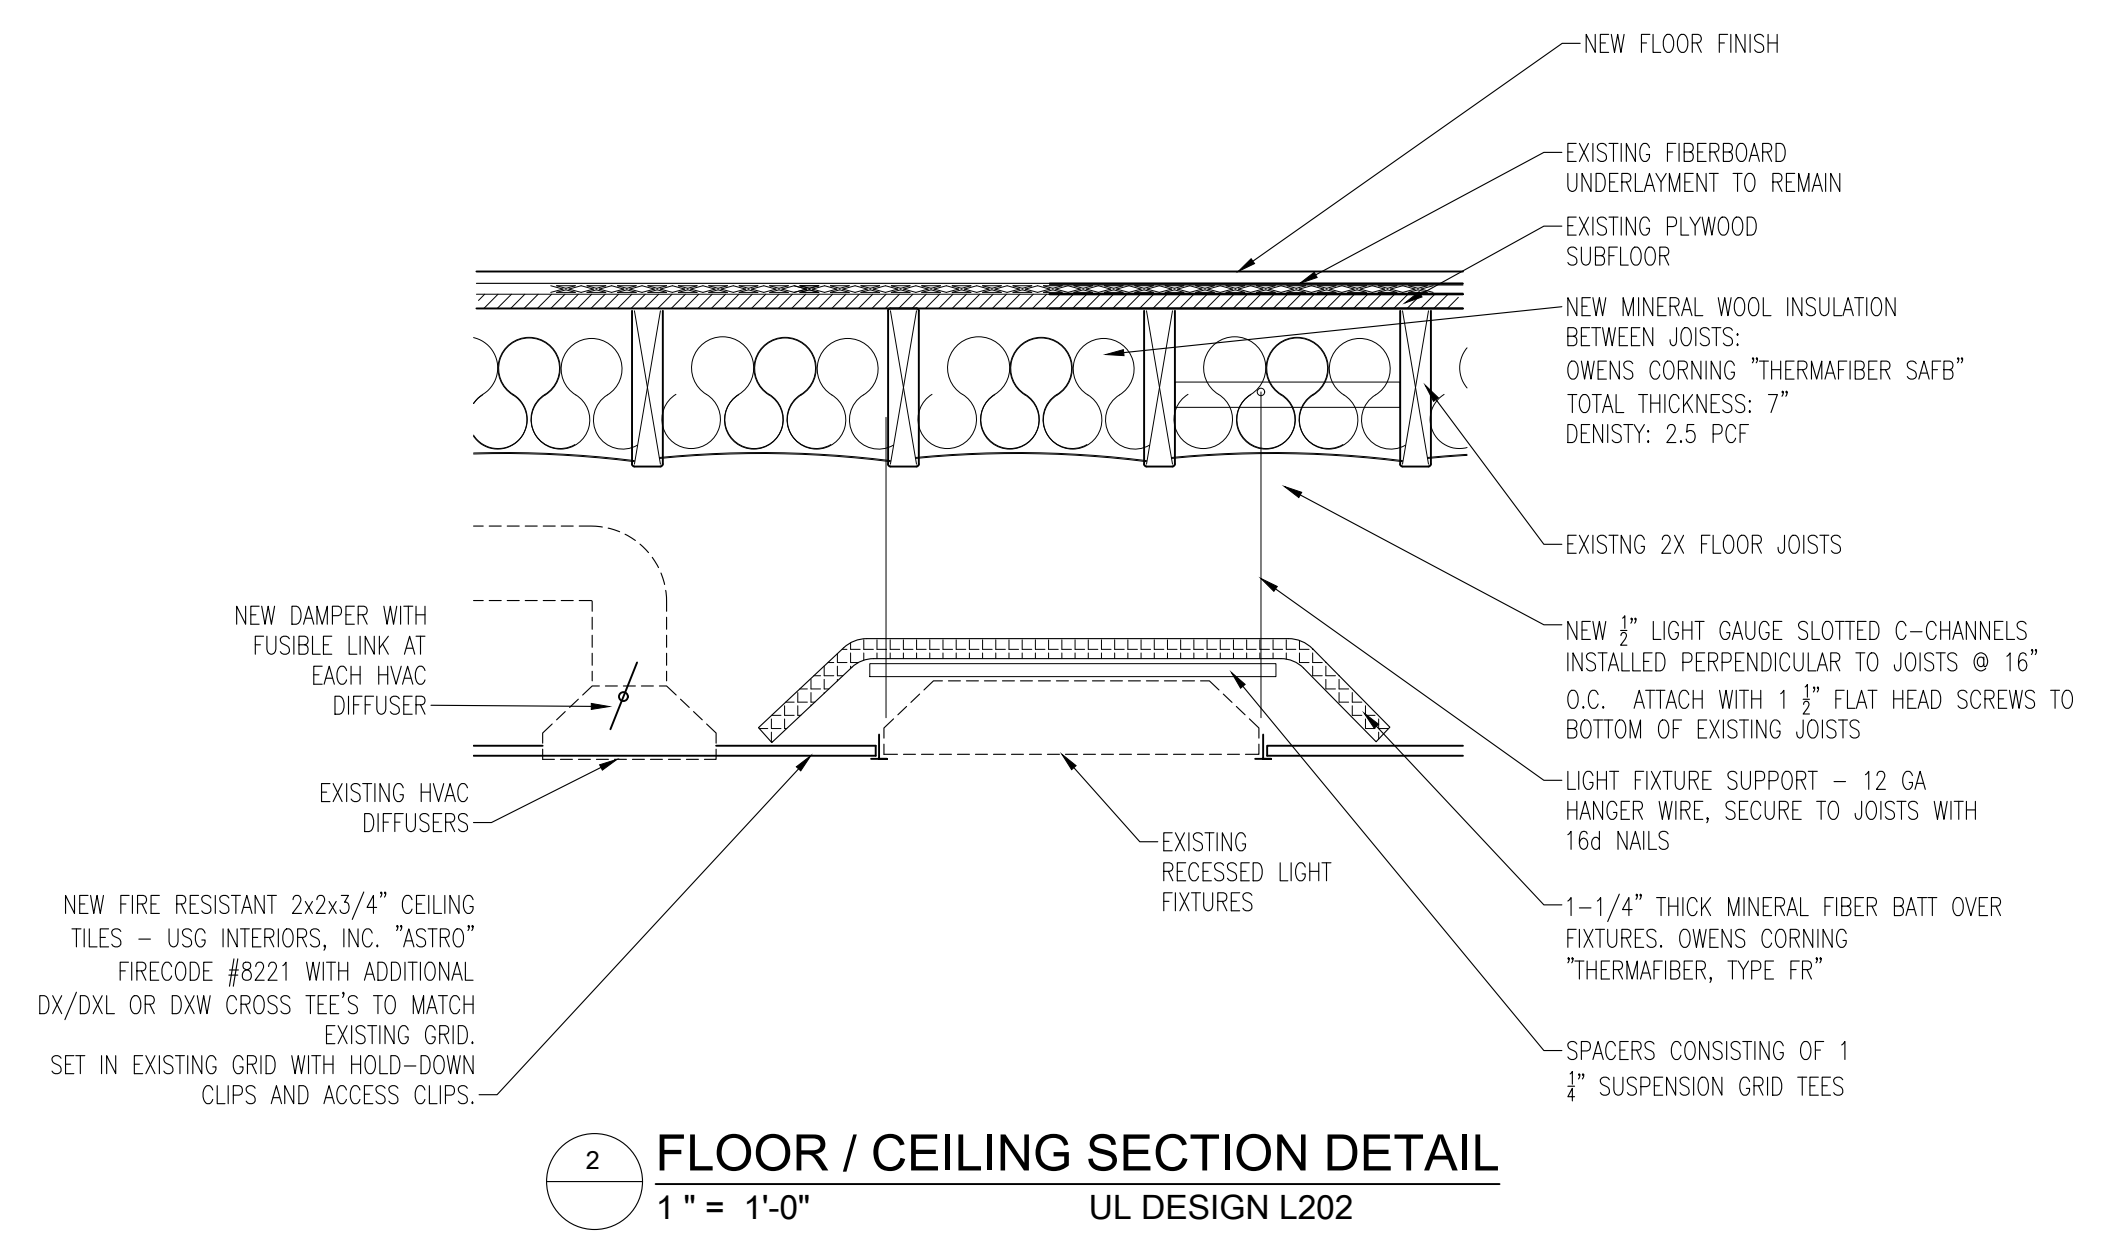 NEW FLOOR FINISH
EXISTING FIBERBOARD
UNDERLAYMENT TO REMAIN
EXISTING PLYWOOD
SUBFLOOR
NEW MINERAL WOOL INSULATION
BETWEEN JOISTS:
OWENS CORNING "THERMAFIBER SAFB"
TOTAL THICKNESS: 7"
DENISTY: 2.5 PCF
EXISTNG 2X FLOOR JOISTS
NEW 1/2" LIGHT GAUGE SLOTTED C-CHANNELS
INSTALLED PERPENDICULAR TO JOISTS @ 16"
O.C. ATTACH WITH 1 1/2" FLAT HEAD SCREWS TO
BOTTOM OF EXISTING JOISTS
LIGHT FIXTURE SUPPORT – 12 GA
HANGER WIRE, SECURE TO JOISTS WITH
16d NAILS
1-1/4" THICK MINERAL FIBER BATT OVER
FIXTURES. OWENS CORNING
"THERMAFIBER, TYPE FR"
SPACERS CONSISTING OF 1
1/4" SUSPENSION GRID TEES
NEW DAMPER WITH
FUSIBLE LINK AT
EACH HVAC
DIFFUSER
EXISTING HVAC
DIFFUSERS
EXISTING
RECESSED LIGHT
FIXTURES
NEW FIRE RESISTANT 2x2x3/4" CEILING
TILES – USG INTERIORS, INC. "ASTRO"
FIRECODE #8221 WITH ADDITIONAL
DX/DXL OR DXW CROSS TEE'S TO MATCH
EXISTING GRID.
SET IN EXISTING GRID WITH HOLD-DOWN
CLIPS AND ACCESS CLIPS.
2
FLOOR / CEILING SECTION DETAIL
1 " = 1'-0"
UL DESIGN L202